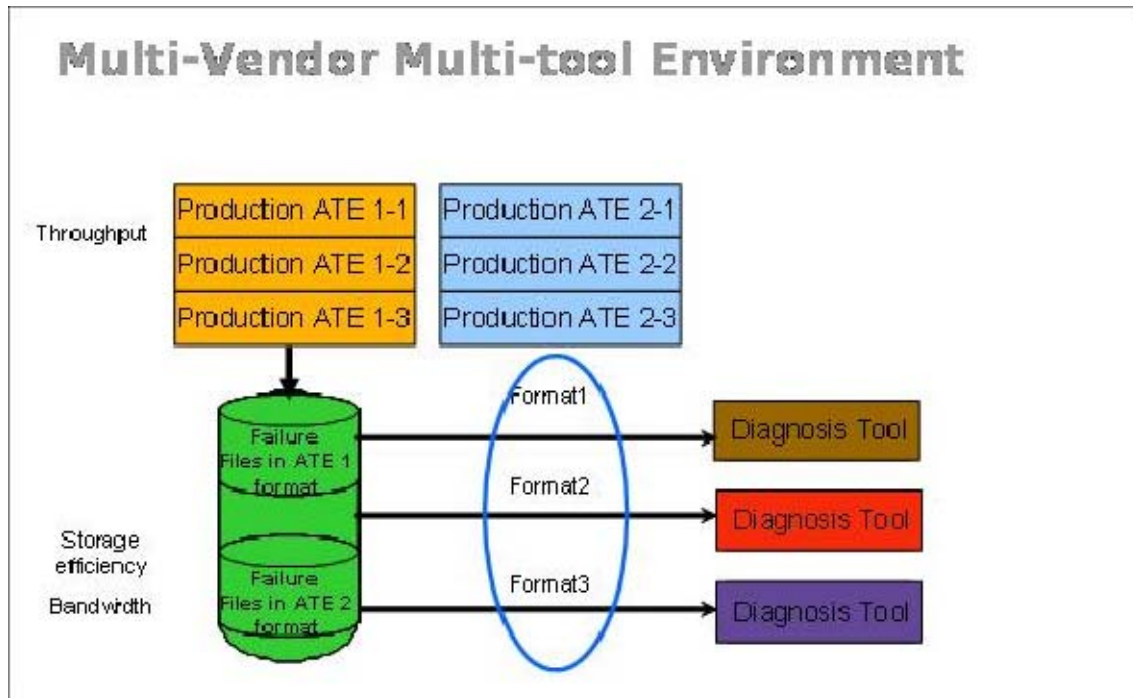 Multi-Vendor Multi-tool Environment
Throughput
Production ATE 1-1
Production ATE 1-2
Production ATE 1-3
Production ATE 2-1
Production ATE 2-2
Production ATE 2-3
Failure
Files in ATE 1
format
Format1
Diagnosis Tool
Format2
Diagnosis Tool
Storage
efficiency
Bandwidth
Failure
Files in ATE 2
format
Format3
Diagnosis Tool